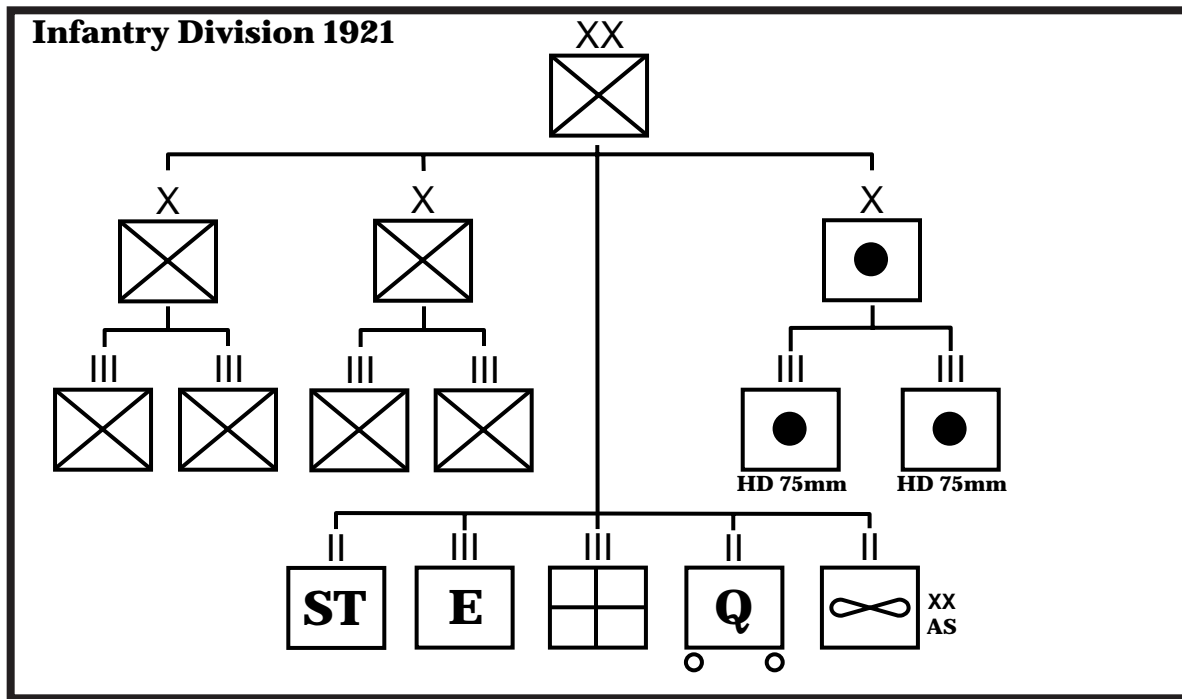 Infantry Division 1921
XX
X X X
III III III III III III
HD 75mm HD 75mm
II III III II II
ST E Q XX
AS